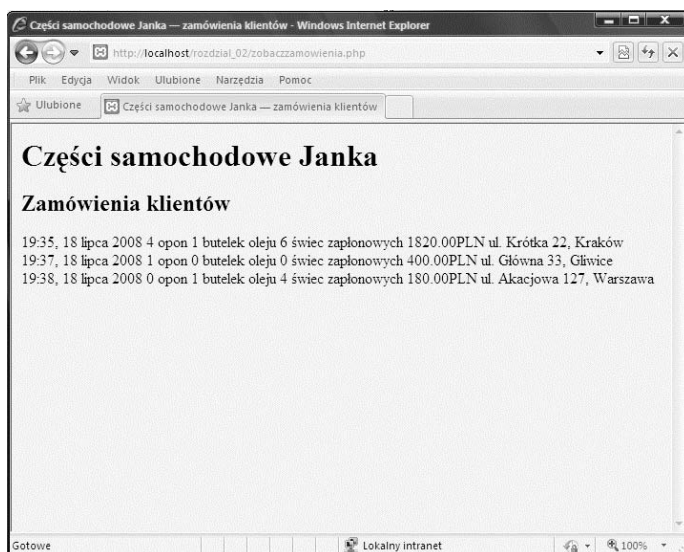 Części samochodowe Janka — zamówienia klientów - Windows Internet Explorer
http://localhost/rozdzial_02/zobaczzamowienia.php
Plik Edycja Widok Ulubione Narzędzia Pomoc
Ulubione Części samochodowe Janka — zamówienia klientów
Części samochodowe Janka
Zamówienia klientów
19:35, 18 lipca 2008 4 opon 1 butelek oleju 6 świec zapłonowych 1820.00PLN ul. Krótka 22, Kraków
19:37, 18 lipca 2008 1 opon 0 butelek oleju 0 świec zapłonowych 400.00PLN ul. Główna 33, Gliwice
19:38, 18 lipca 2008 0 opon 1 butelek oleju 4 świec zapłonowych 180.00PLN ul. Akacjowa 127, Warszawa
Gotowe Lokalny intranet 100%